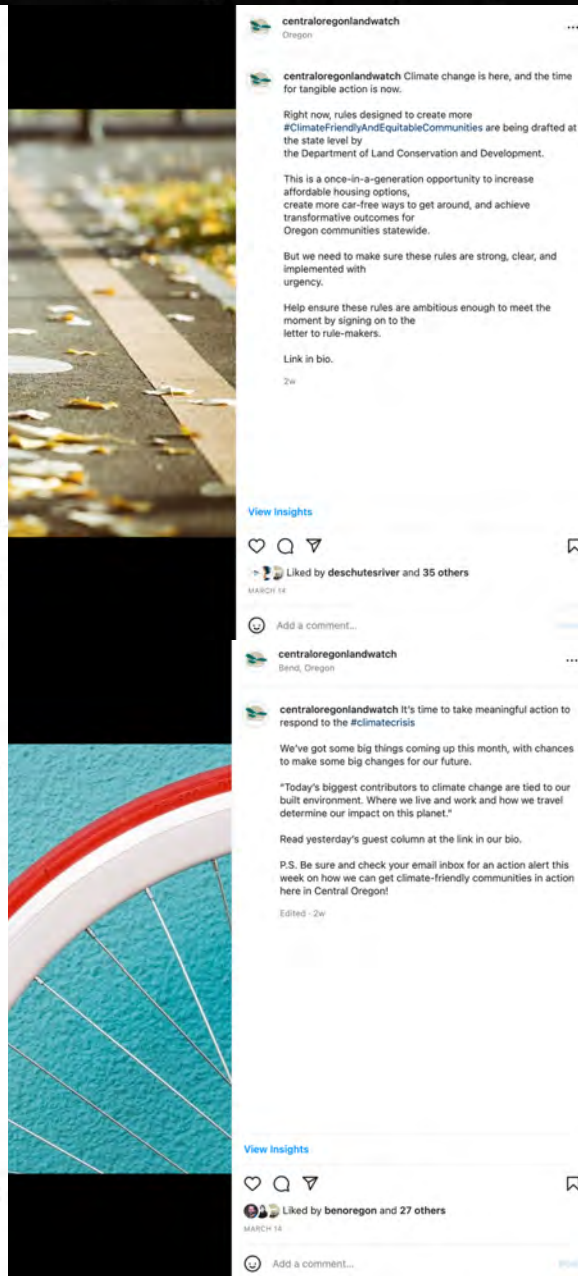 centraloregonlandwatch
Oregon
centraloregonlandwatch Climate change is here, and the time
for tangible action is now.
Right now, rules designed to create more
#ClimateFriendlyAndEquitableCommunities are being drafted at
the state level by
the Department of Land Conservation and Development.
This is a once-in-a-generation opportunity to increase
affordable housing options,
create more car-free ways to get around, and achieve
transformative outcomes for
Oregon communities statewide.
But we need to make sure these rules are strong, clear, and
implemented with
urgency.
Help ensure these rules are ambitious enough to meet the
moment by signing on to the
letter to rule-makers.
Link in bio.
2w
View Insights
Liked by deschutesriver and 35 others
MARCH 14
Add a comment...
centraloregonlandwatch
Bend, Oregon
centraloregonlandwatch It's time to take meaningful action to
respond to the #climatecrisis
We've got some big things coming up this month, with chances
to make some big changes for our future.
"Today's biggest contributors to climate change are tied to our
built environment. Where we live and work and how we travel
determine our impact on this planet."
Read yesterday's guest column at the link in our bio.
P.S. Be sure and check your email inbox for an action alert this
week on how we can get climate-friendly communities in action
here in Central Oregon!
Edited · 2w
View Insights
Liked by benoregon and 27 others
MARCH 14
Add a comment...